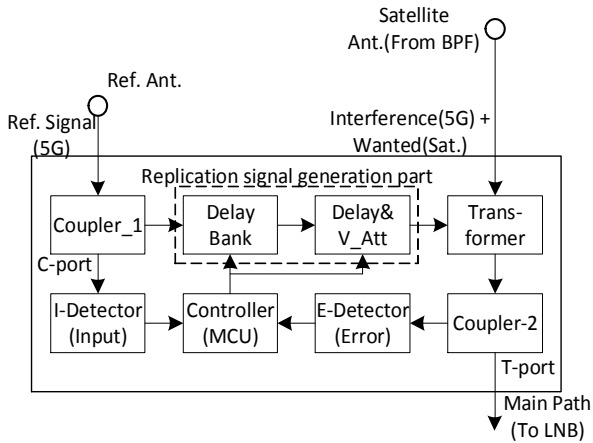 Satellite
Ant.(From BPF)
Ref. Ant.
Ref. Signal
(5G)
Interference(5G) +
Wanted(Sat.)
Replication signal generation part
Coupler_1
Delay
Bank
Delay&
V_Att
Trans-
former
C-port
I-Detector
(Input)
Controller
(MCU)
E-Detector
(Error)
Coupler-2
T-port
Main Path
(To LNB)